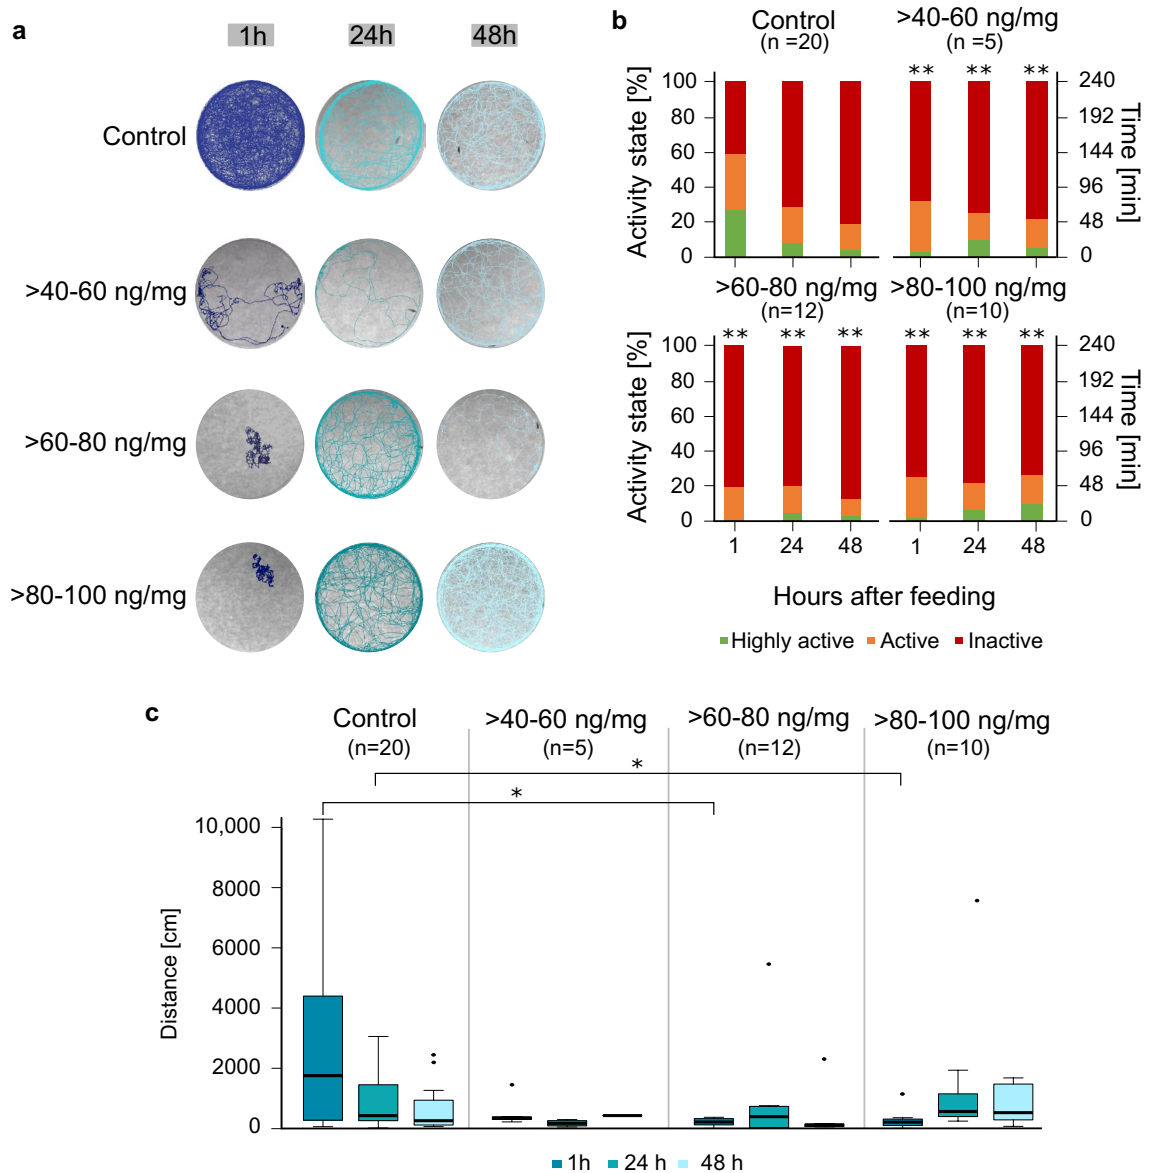 a
1h 24h 48h
Control
>40-60 ng/mg
>60-80 ng/mg
>80-100 ng/mg
b
Control
(n =20)
>40-60 ng/mg
(n =5)
** ** **
Activity state [%]
100
80
60
40
20
0
240
192
144
96
48
0
Time [min]
>60-80 ng/mg
(n=12)
>80-100 ng/mg
(n=10)
** ** ** ** ** **
Activity state [%]
100
80
60
40
20
0
240
192
144
96
48
0
Time [min]
1 24 48 1 24 48
Hours after feeding
Highly active Active Inactive
c
Control
(n=20)
>40-60 ng/mg
(n=5)
>60-80 ng/mg
(n=12)
>80-100 ng/mg
(n=10)
*
*
Distance [cm]
10,000
8000
6000
4000
2000
0
1h 24 h 48 h